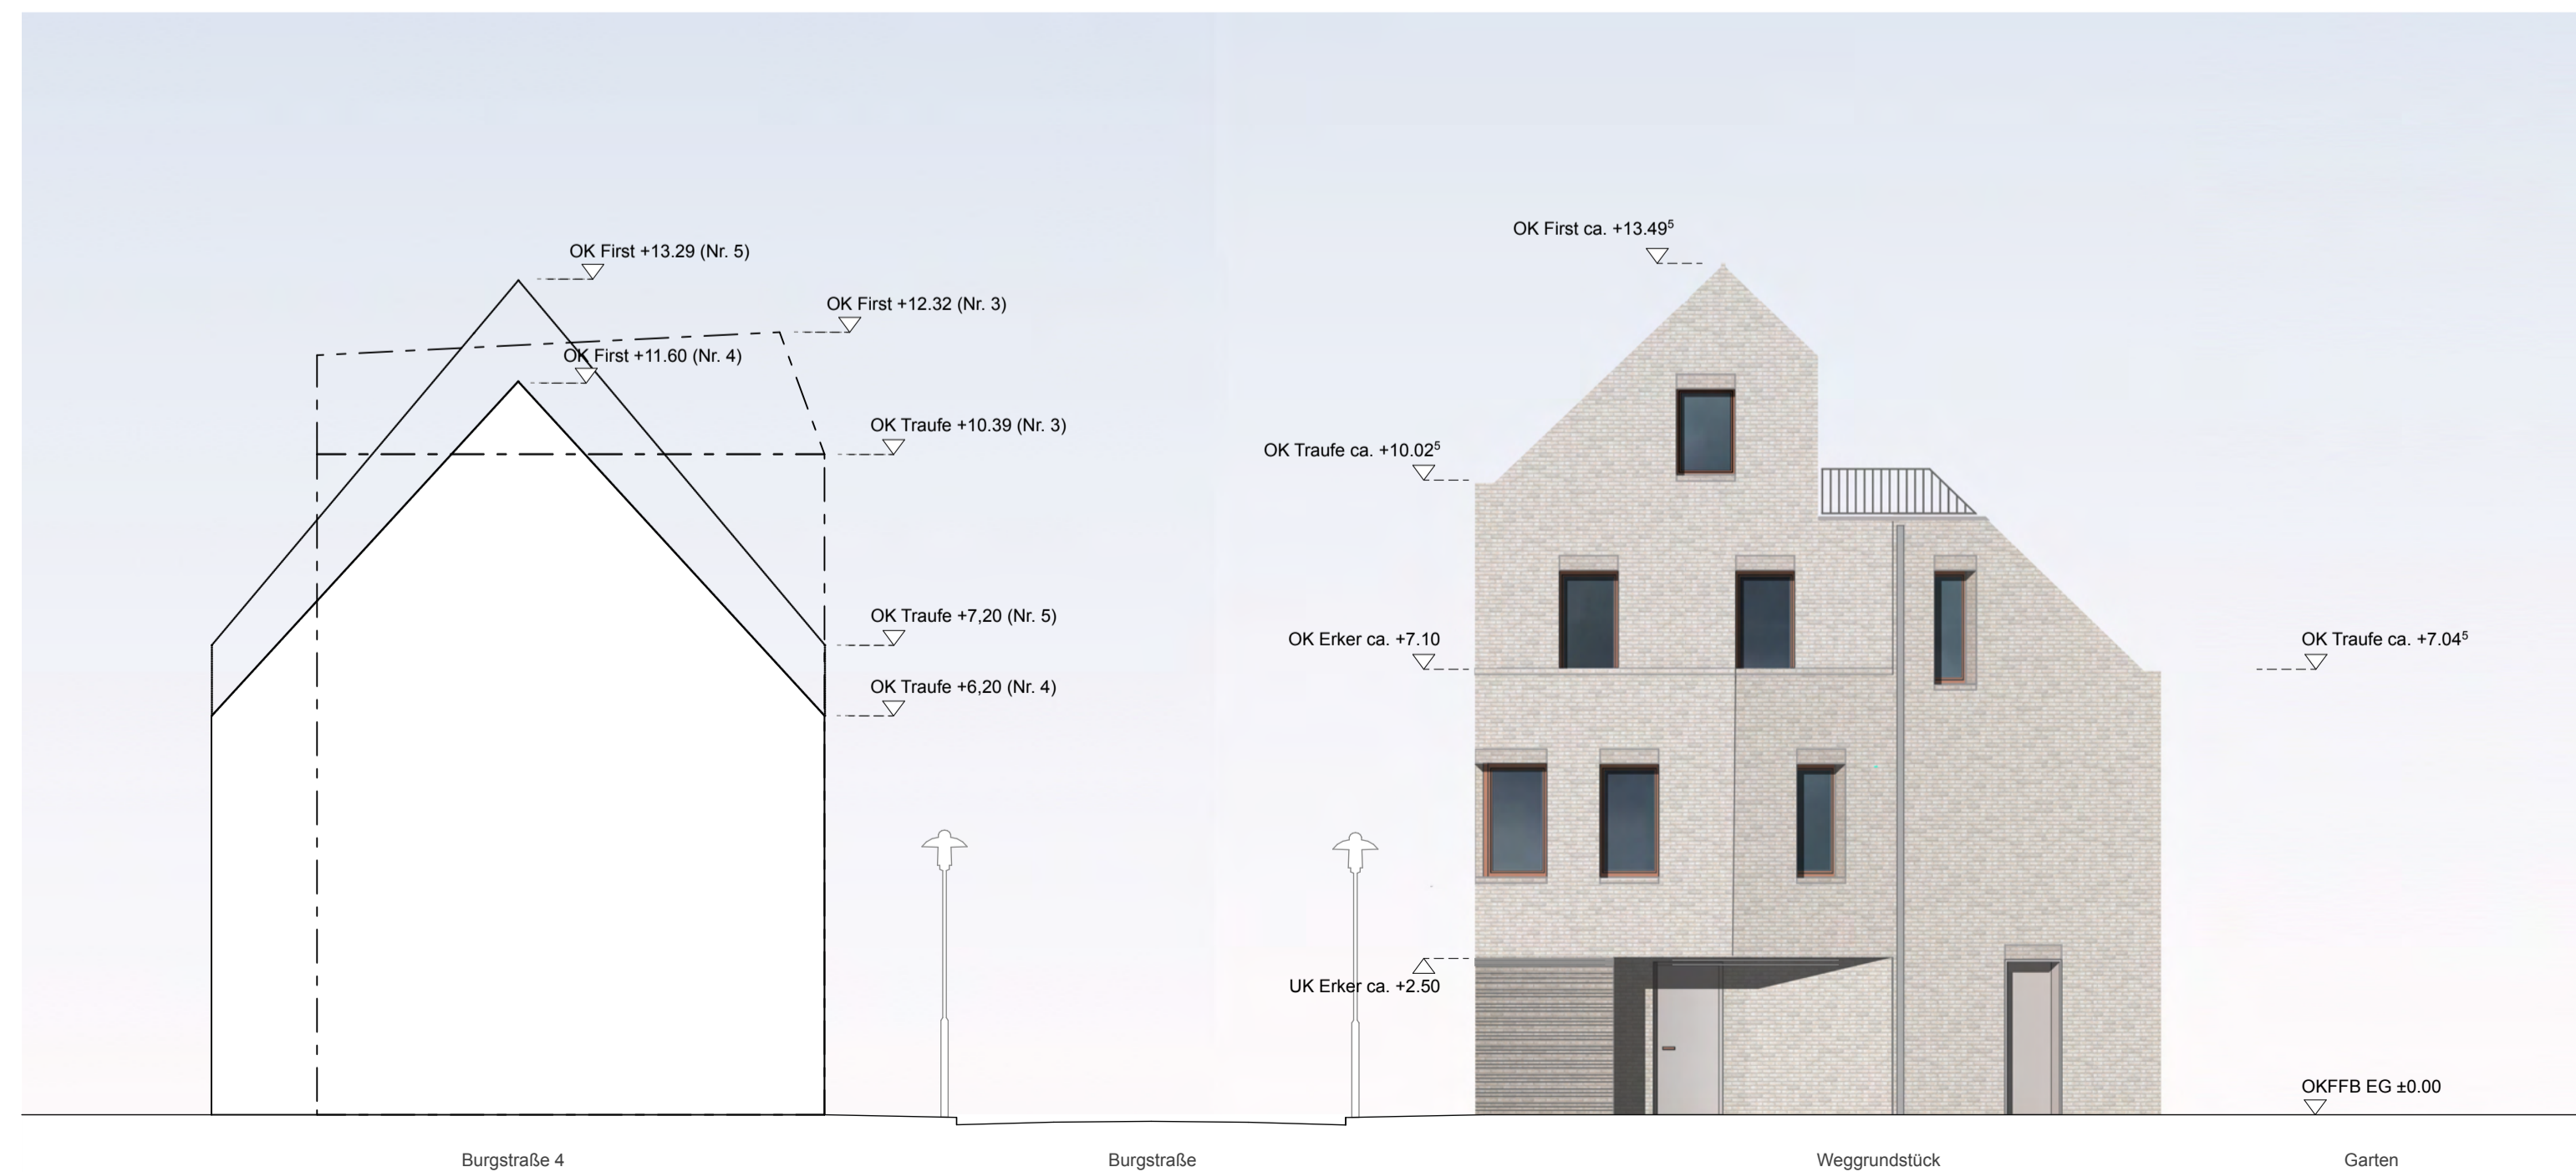 OK First ca. +13.49⁵
OK First +13.29 (Nr. 5)
OK First +12.32 (Nr. 3)
OK First +11.60 (Nr. 4)
OK Traufe +10.39 (Nr. 3)
OK Traufe ca. +10.02⁵
OK Traufe +7,20 (Nr. 5)
OK Erker ca. +7.10
OK Traufe ca. +7.04⁵
OK Traufe +6,20 (Nr. 4)
UK Erker ca. +2.50
OKFFB EG ±0.00
Burgstraße 4
Burgstraße
Weggrundstück
Garten